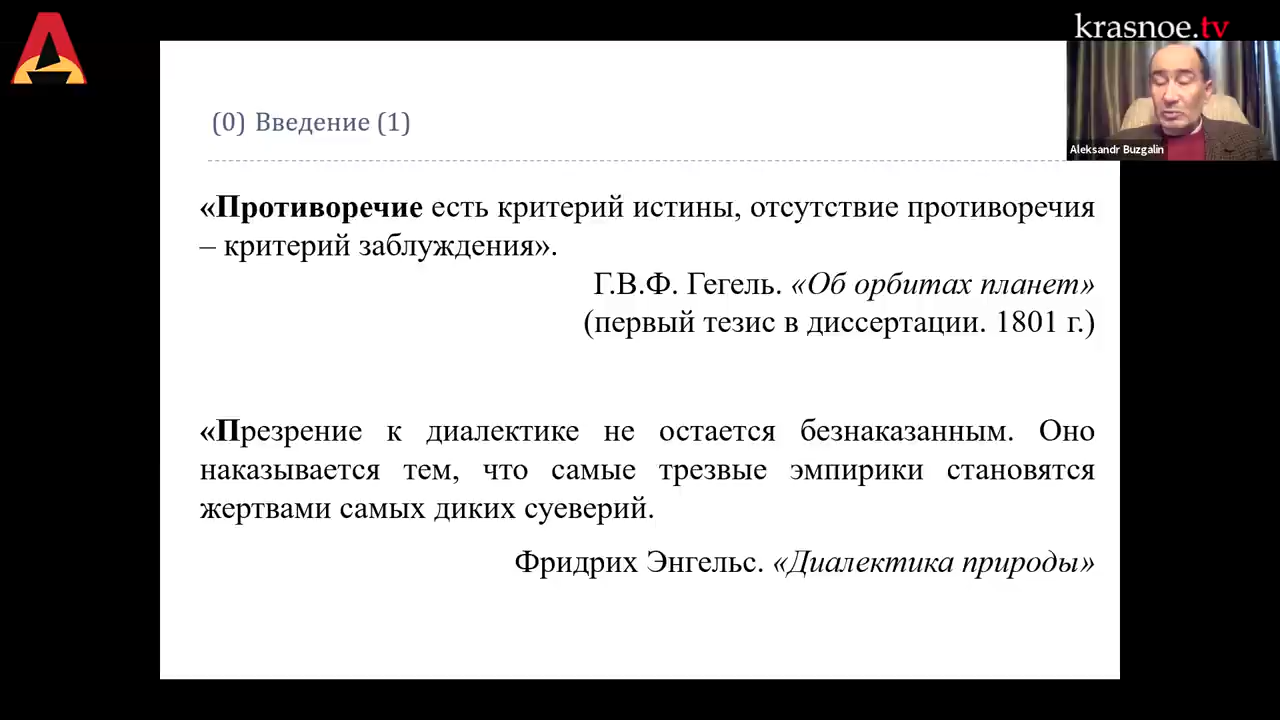 krasnoe.tv
Aleksandr Buzgalin
(0) Введение (1)
«Противоречие есть критерий истины, отсутствие противоречия
– критерий заблуждения».
Г.В.Ф. Гегель. «Об орбитах планет»
(первый тезис в диссертации. 1801 г.)
«Презрение к диалектике не остается безнаказанным. Оно
наказывается тем, что самые трезвые эмпирики становятся
жертвами самых диких суеверий.
Фридрих Энгельс. «Диалектика природы»